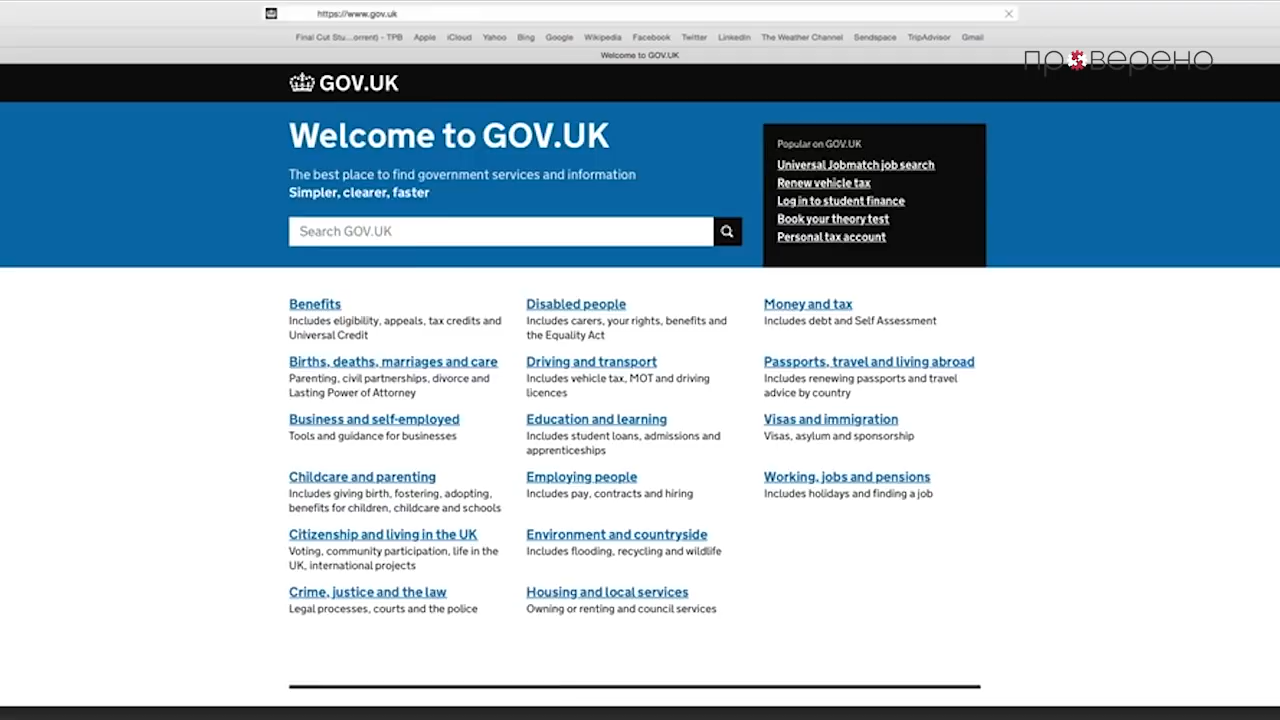 https://www.gov.uk
Final Cut Stu...orrent) - TPB Apple iCloud Yahoo Bing Google Wikipedia Facebook Twitter LinkedIn The Weather Channel Sendspace TripAdvisor Gmail
Welcome to GOV.UK
проверено
GOV.UK
Welcome to GOV.UK
The best place to find government services and information
Simpler, clearer, faster
Search GOV.UK
Popular on GOV.UK
Universal Jobmatch job search
Renew vehicle tax
Log in to student finance
Book your theory test
Personal tax account
Benefits
Includes eligibility, appeals, tax credits and
Universal Credit
Births, deaths, marriages and care
Parenting, civil partnerships, divorce and
Lasting Power of Attorney
Business and self-employed
Tools and guidance for businesses
Childcare and parenting
Includes giving birth, fostering, adopting,
benefits for children, childcare and schools
Citizenship and living in the UK
Voting, community participation, life in the
UK, international projects
Crime, justice and the law
Legal processes, courts and the police
Disabled people
Includes carers, your rights, benefits and
the Equality Act
Driving and transport
Includes vehicle tax, MOT and driving
licences
Education and learning
Includes student loans, admissions and
apprenticeships
Employing people
Includes pay, contracts and hiring
Environment and countryside
Includes flooding, recycling and wildlife
Housing and local services
Owning or renting and council services
Money and tax
Includes debt and Self Assessment
Passports, travel and living abroad
Includes renewing passports and travel
advice by country
Visas and immigration
Visas, asylum and sponsorship
Working, jobs and pensions
Includes holidays and finding a job